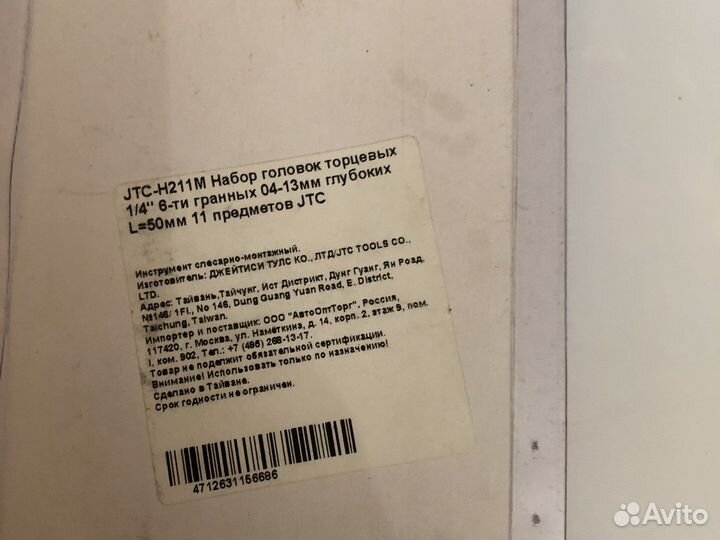 JTC-H211M Набор головок торцевых
1/4" 6-ти гранных 04-13мм глубоких
L=50мм 11 предметов JTC
Инструмент слесарно-монтажный.
Изготовитель: ДЖЕЙТИСИ ТУЛС КО., ЛТД/JTC TOOLS CO.,
LTD.
Адрес: Тайвань,Тайчунг, Ист Дистрикт, Дунг Гуанг, Ян Роад.
№146/ 1FL, No 146, Dung Guang Yuan Road, E. District,
Taichung, Taiwan.
Импортер и поставщик: ООО "АвтоОптТорг", Россия,
117420, г. Москва, ул. Намёткина, д. 14, корп. 2, этаж 9, пом.
I, ком. 902, Тел.: +7 (495) 268-13-17.
Товар не поделжит обязательной сертификации.
Внимание! Использовать только по назначению!
Сделано в Тайване.
Срок годности не ограничен.
4712631156686
Avito